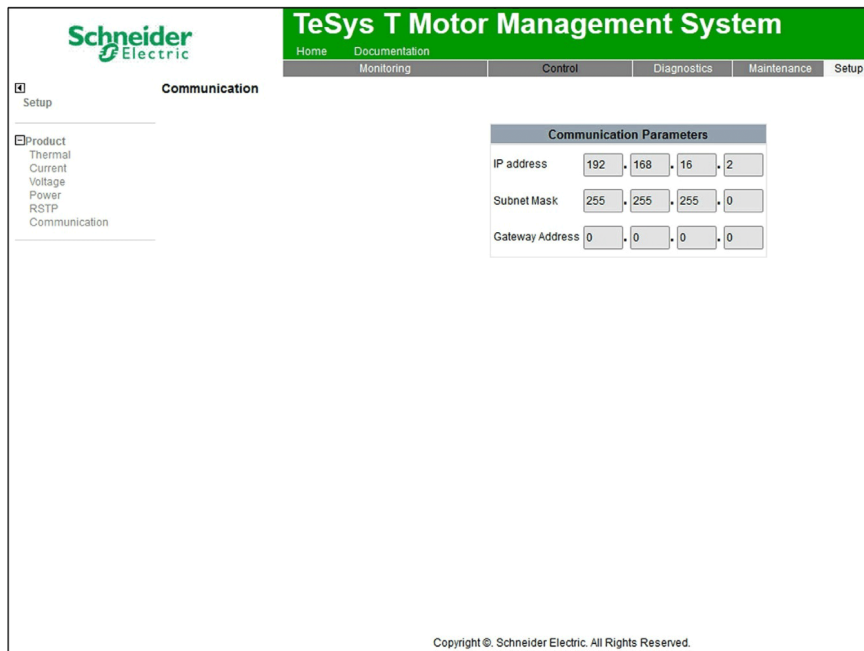 Schneider Electric
TeSys T Motor Management System
Home Documentation
Monitoring Control Diagnostics Maintenance Setup
Setup
Communication
Product
Thermal
Current
Voltage
Power
RSTP
Communication
Communication Parameters
IP address 192 . 168 . 16 . 2
Subnet Mask 255 . 255 . 255 . 0
Gateway Address 0 . 0 . 0 . 0
Copyright ©. Schneider Electric. All Rights Reserved.